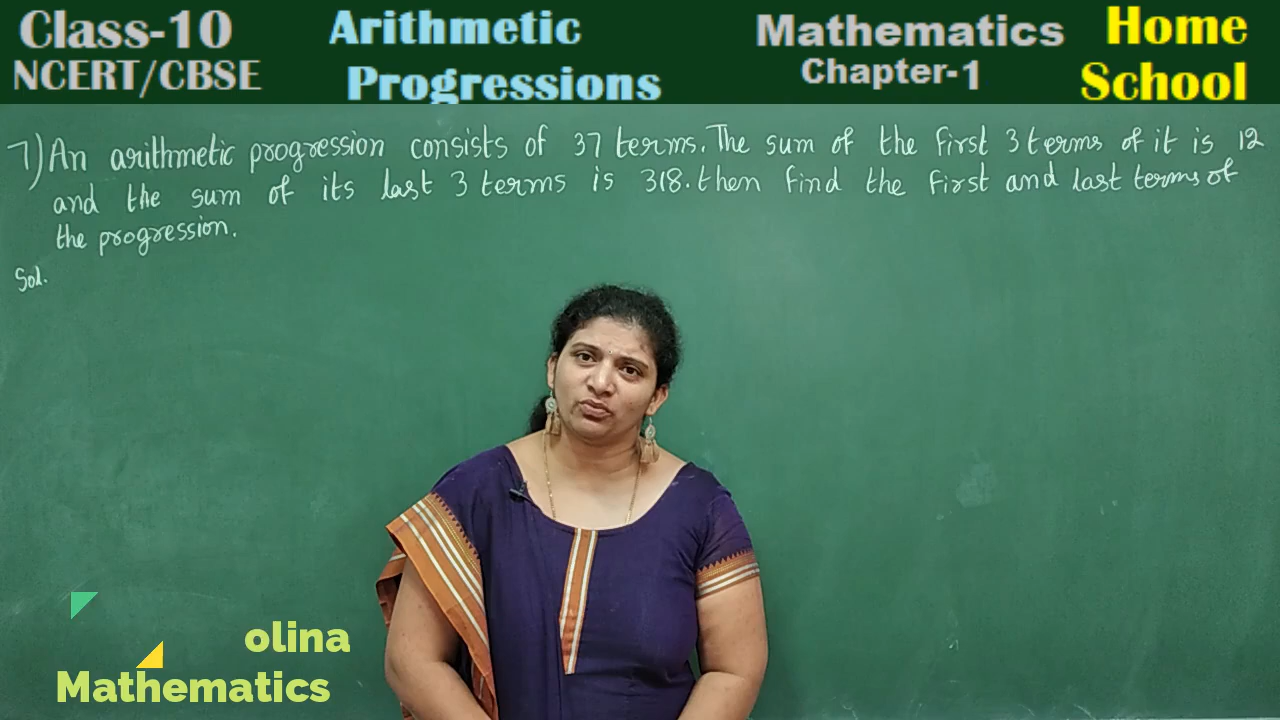 Class-10
NCERT/CBSE
Arithmetic
Progressions
Mathematics
Chapter-1
Home
School
7) An arithmetic progression consists of 37 terms. The sum of the first 3 terms of it is 12
and the sum of its last 3 terms is 318. then find the first and last terms of
the progression.
Sol.
olina
Mathematics